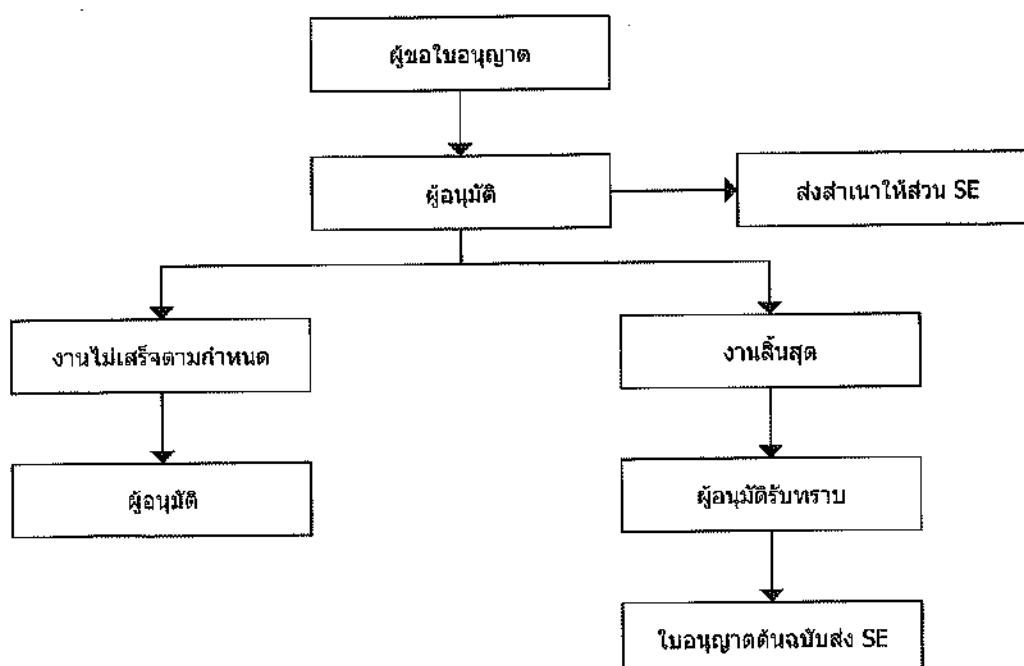 ผู้ขอใบอนุญาต
ผู้อนุมัติ
ส่งสำเนาให้ส่วน SE
งานไม่เสร็จตามกำหนด
งานสิ้นสุด
ผู้อนุมัติ
ผู้อนุมัติรับทราบ
ใบอนุญาตต้นฉบับส่ง SE